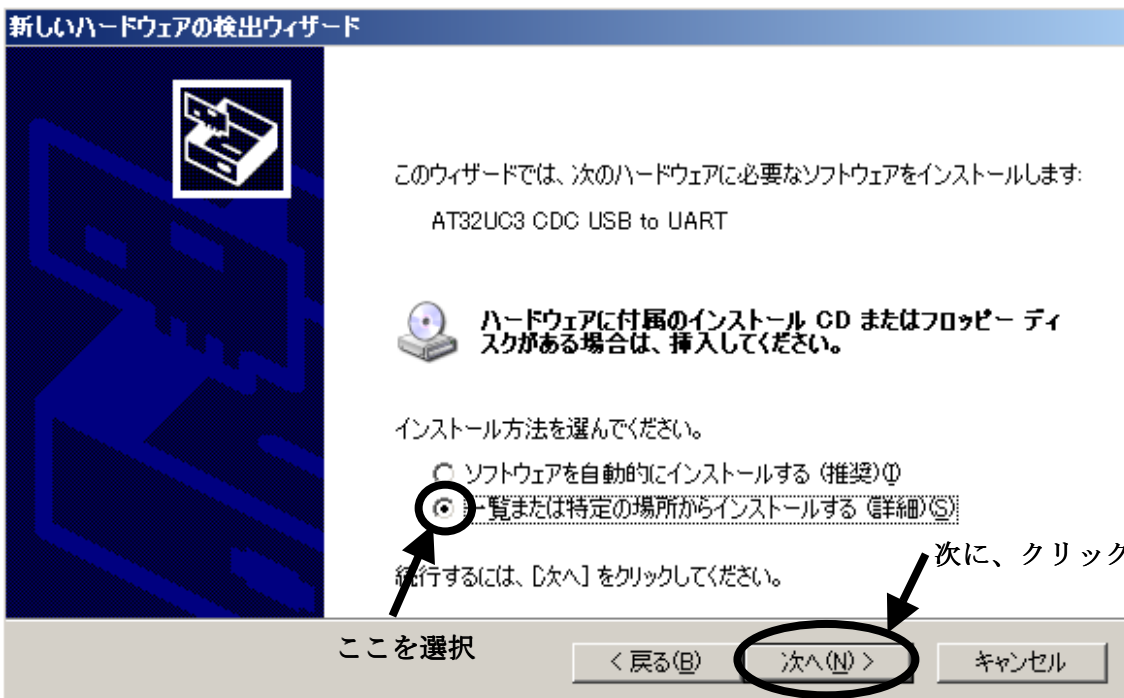 新しいハードウェアの検出ウィザード
このウィザードでは、次のハードウェアに必要なソフトウェアをインストールします:
AT32UC3 CDC USB to UART
ハードウェアに付属のインストール CD またはフロッピー ディ
スクがある場合は、挿入してください。
インストール方法を選んでください。
ソフトウェアを自動的にインストールする (推奨)(I)
一覧または特定の場所からインストールする (詳細)(S)
次に、クリック
続行するには、[次へ] をクリックしてください。
ここを選択
< 戻る(B)
次へ(N) >
キャンセル